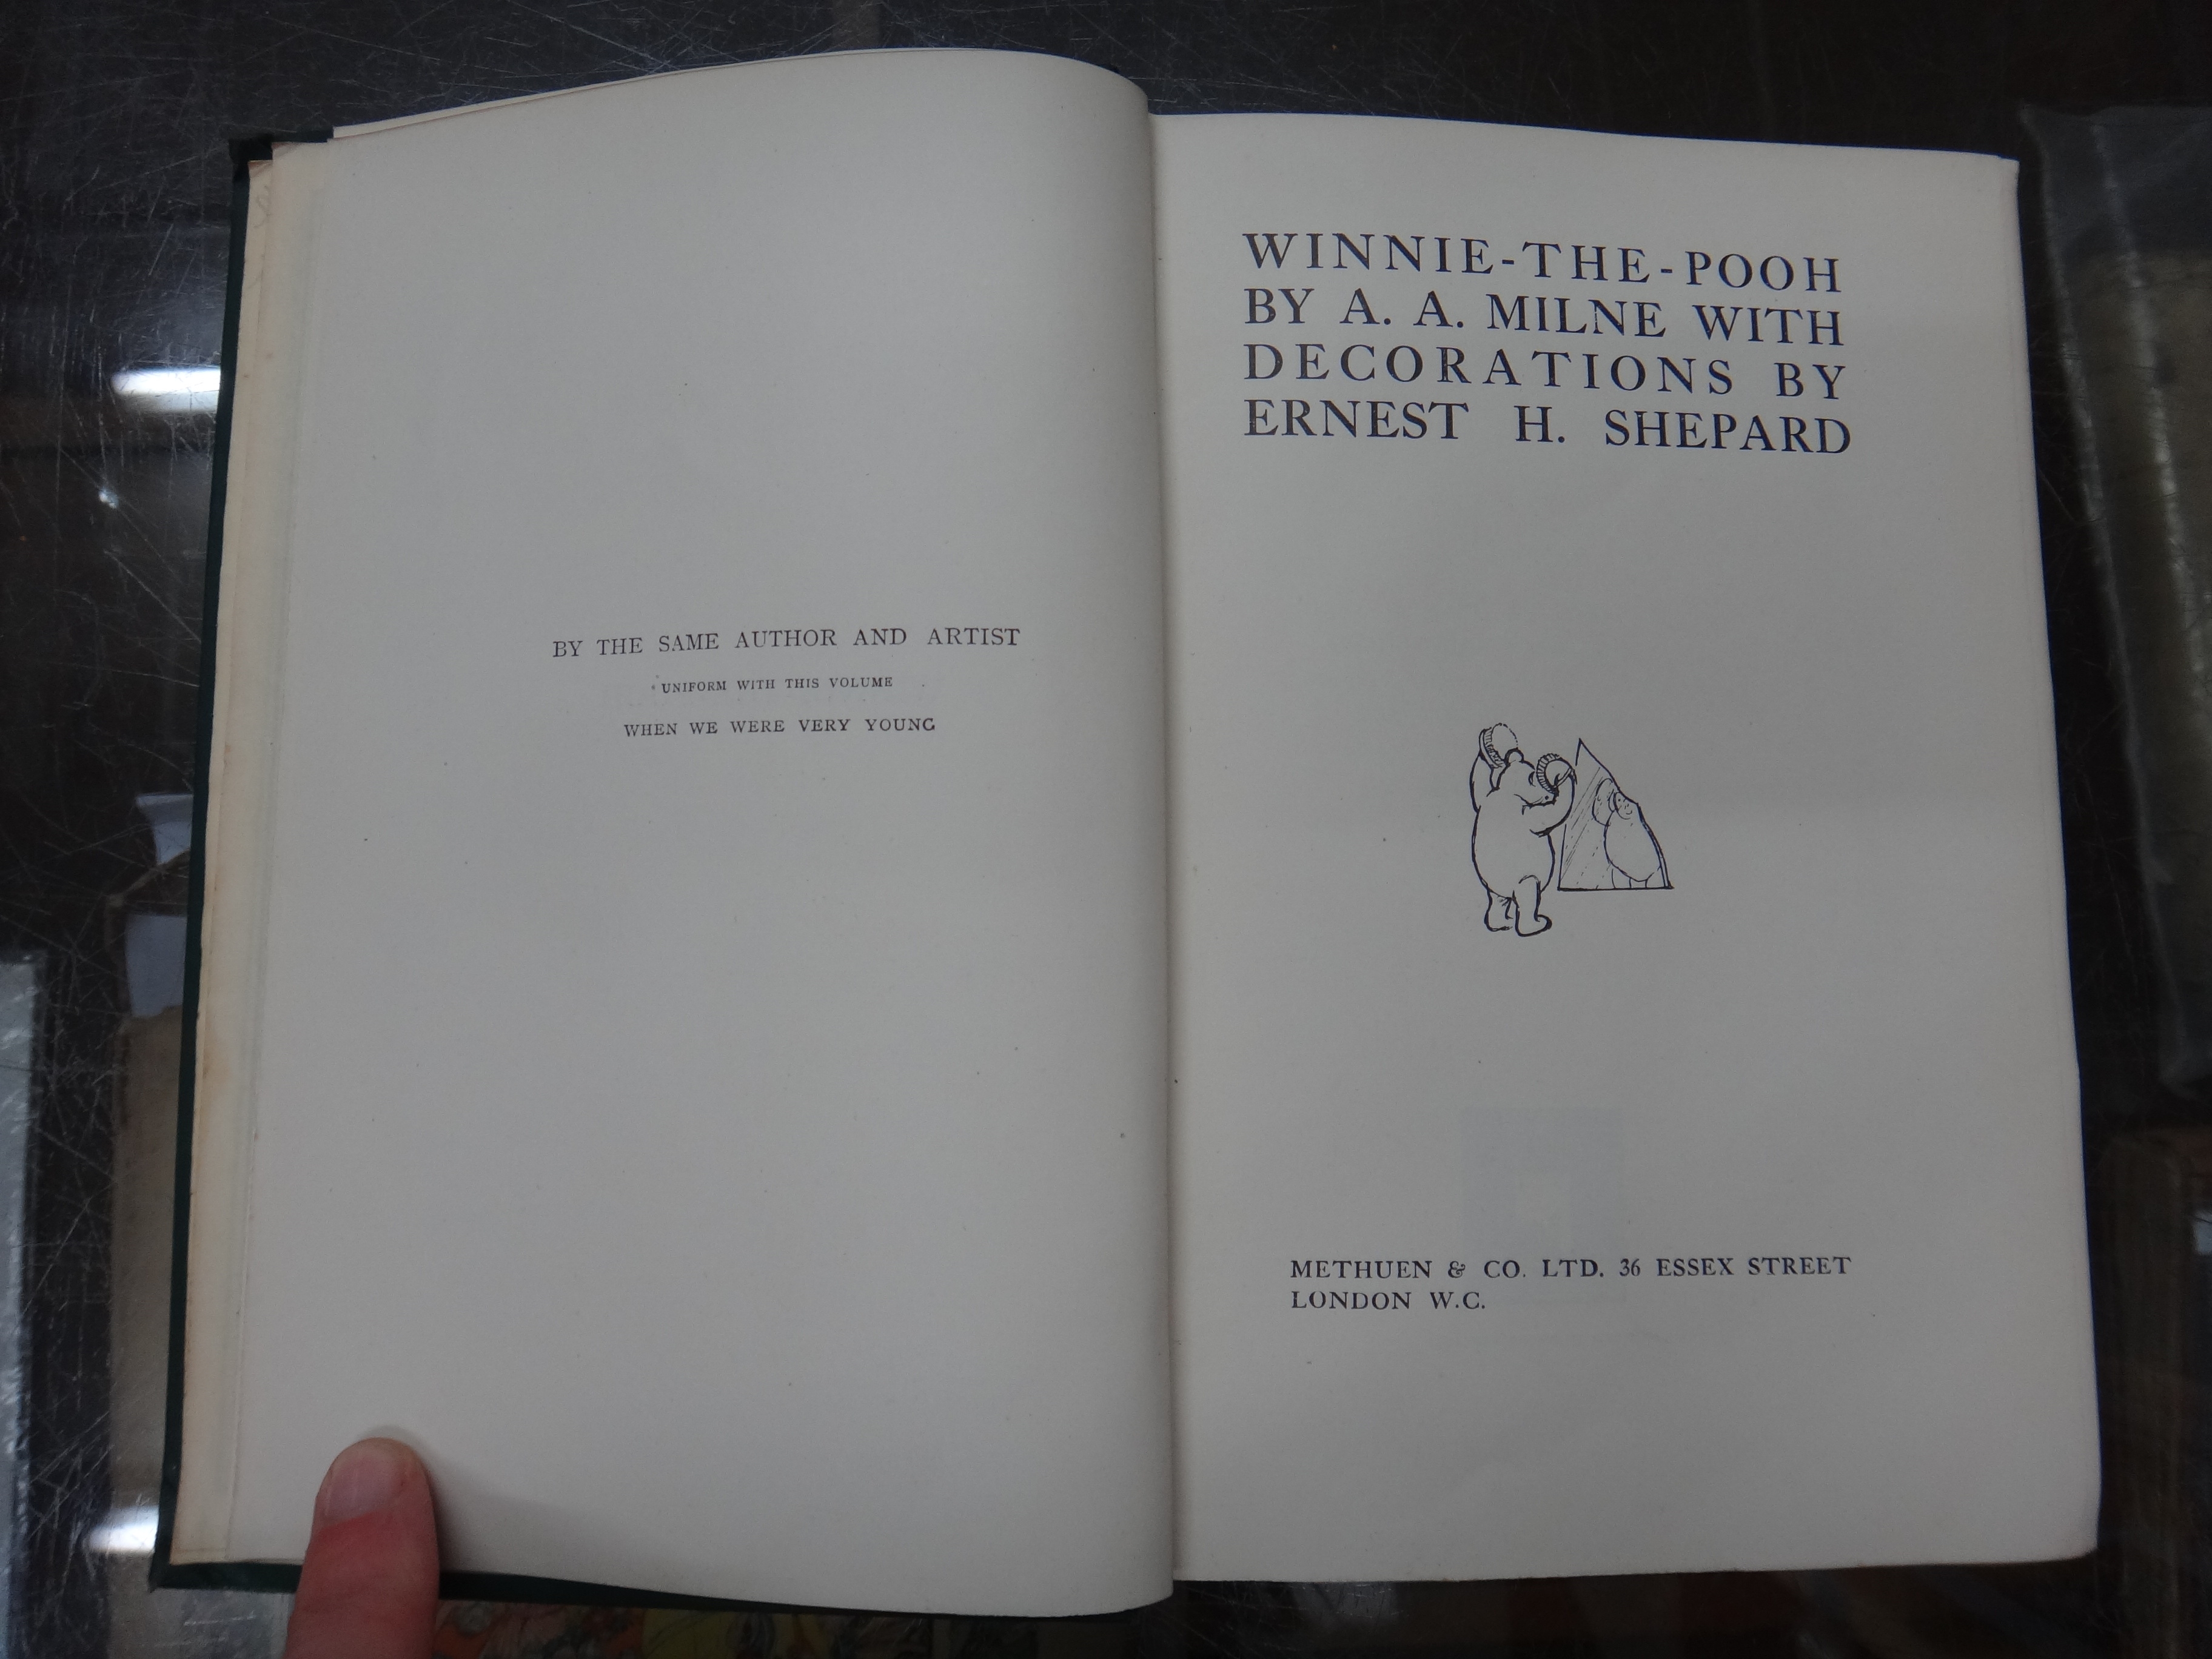 BY THE SAME AUTHOR AND ARTIST
UNIFORM WITH THIS VOLUME
WHEN WE WERE VERY YOUNG
WINNIE-THE-POOH
BY A. A. MILNE WITH
DECORATIONS BY
ERNEST H. SHEPARD
METHUEN & CO. LTD. 36 ESSEX STREET
LONDON W.C.